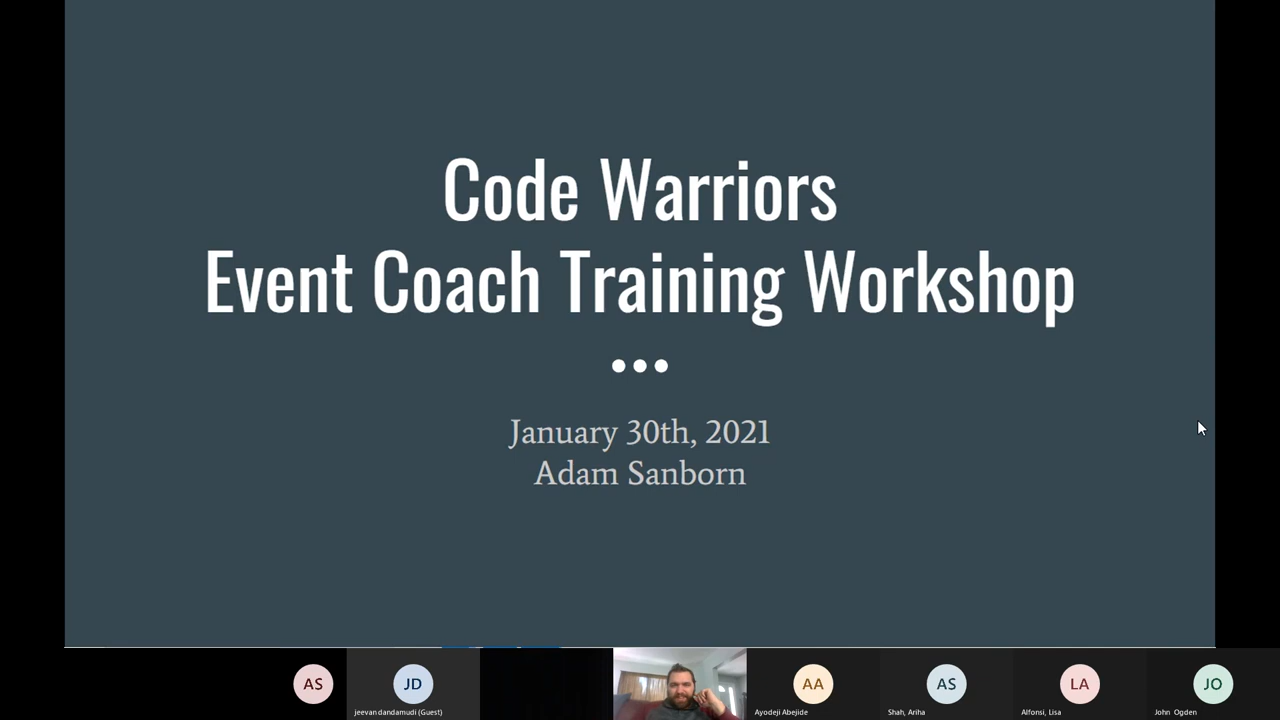 Code Warriors
Event Coach Training Workshop
January 30th, 2021
Adam Sanborn
AS
JD
jeevan dandamudi (Guest)
AA
Ayodeji Abejide
AS
Shah, Ariha
LA
Alfonsi, Lisa
JO
John Ogden